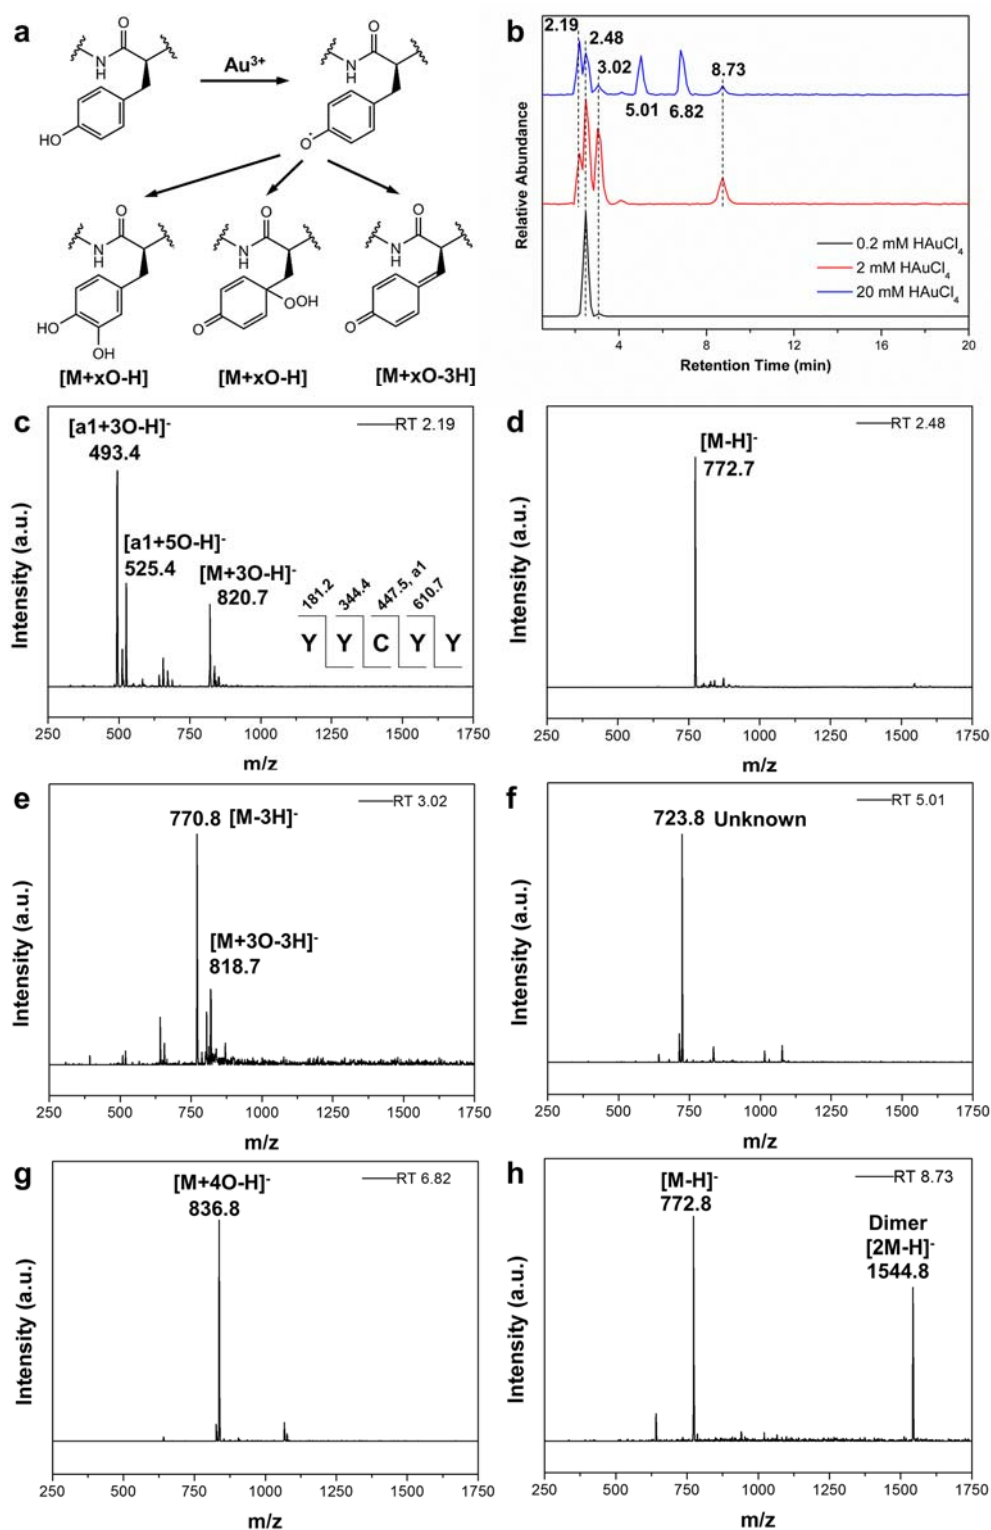 a
Au3+
O
N
H
HO
O
N
H
O
O
N
H
HO
OH
O
N
H
OOH
O
O
N
H
O
[M+xO-H]
[M+xO-H]
[M+xO-3H]
b
2.19
2.48
3.02
5.01
6.82
8.73
0.2 mM HAuCl4
2 mM HAuCl4
20 mM HAuCl4
Relative Abundance
4 8 12 16 20
Retention Time (min)
c
RT 2.19
[a1+3O-H]-
493.4
[a1+5O-H]-
525.4
[M+3O-H]-
820.7
181.2
344.4
447.5, a1
610.7
Y Y C Y Y
Intensity (a.u.)
250 500 750 1000 1250 1500 1750
m/z
d
RT 2.48
[M-H]-
772.7
Intensity (a.u.)
250 500 750 1000 1250 1500 1750
m/z
e
RT 3.02
770.8 [M-3H]-
[M+3O-3H]-
818.7
Intensity (a.u.)
250 500 750 1000 1250 1500 1750
m/z
f
RT 5.01
723.8 Unknown
Intensity (a.u.)
250 500 750 1000 1250 1500 1750
m/z
g
RT 6.82
[M+4O-H]-
836.8
Intensity (a.u.)
250 500 750 1000 1250 1500 1750
m/z
h
RT 8.73
[M-H]-
772.8
Dimer
[2M-H]-
1544.8
Intensity (a.u.)
250 500 750 1000 1250 1500 1750
m/z